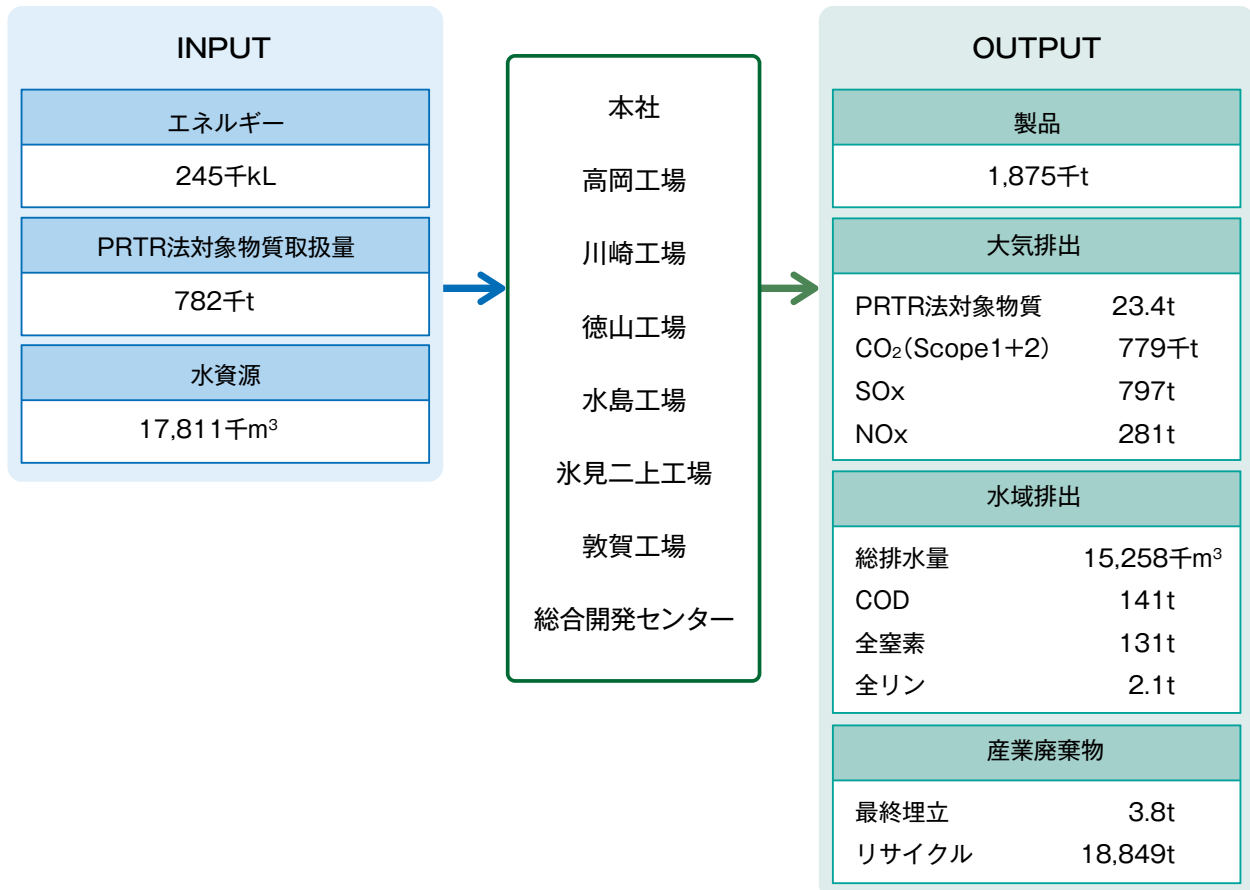 INPUT
エネルギー
245千kL
PRTR法対象物質取扱量
782千t
水資源
17,811千m³
本社
高岡工場
川崎工場
徳山工場
水島工場
氷見二上工場
敦賀工場
総合開発センター
OUTPUT
製品
1,875千t
大気排出
PRTR法対象物質 23.4t
CO₂(Scope1+2) 779千t
SOx 797t
NOx 281t
水域排出
総排水量 15,258千m³
COD 141t
全窒素 131t
全リン 2.1t
産業廃棄物
最終埋立 3.8t
リサイクル 18,849t